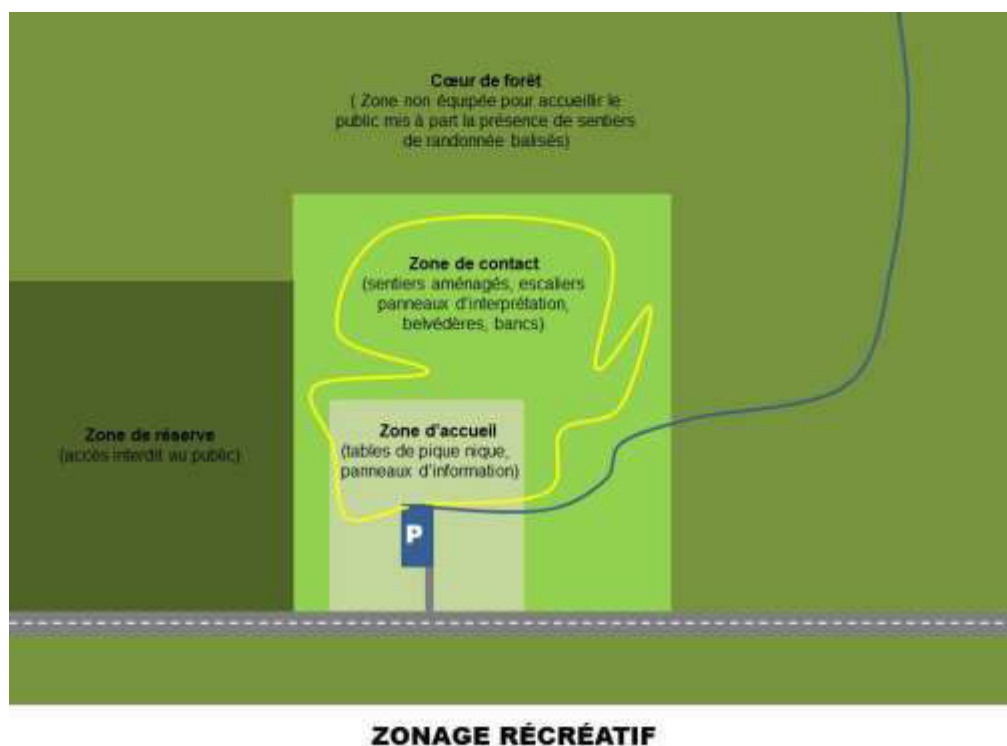 Cœur de forêt
( Zone non équipée pour accueillir le
public mis à part la présence de sentiers
de randonnée balisés)
Zone de contact
(sentiers aménagés, escaliers
panneaux d'interprétation,
belvédères, bancs)
Zone de réserve
(accès interdit au public)
Zone d'accueil
(tables de pique nique,
panneaux d'information)
P
ZONAGE RÉCRÉATIF